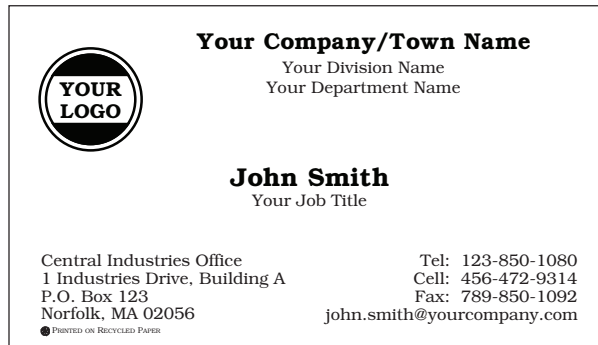 Your Company/Town Name
Your Division Name
Your Department Name
YOUR
LOGO
John Smith
Your Job Title
Central Industries Office
1 Industries Drive, Building A
P.O. Box 123
Norfolk, MA 02056
PRINTED ON RECYCLED PAPER
Tel: 123-850-1080
Cell: 456-472-9314
Fax: 789-850-1092
john.smith@yourcompany.com